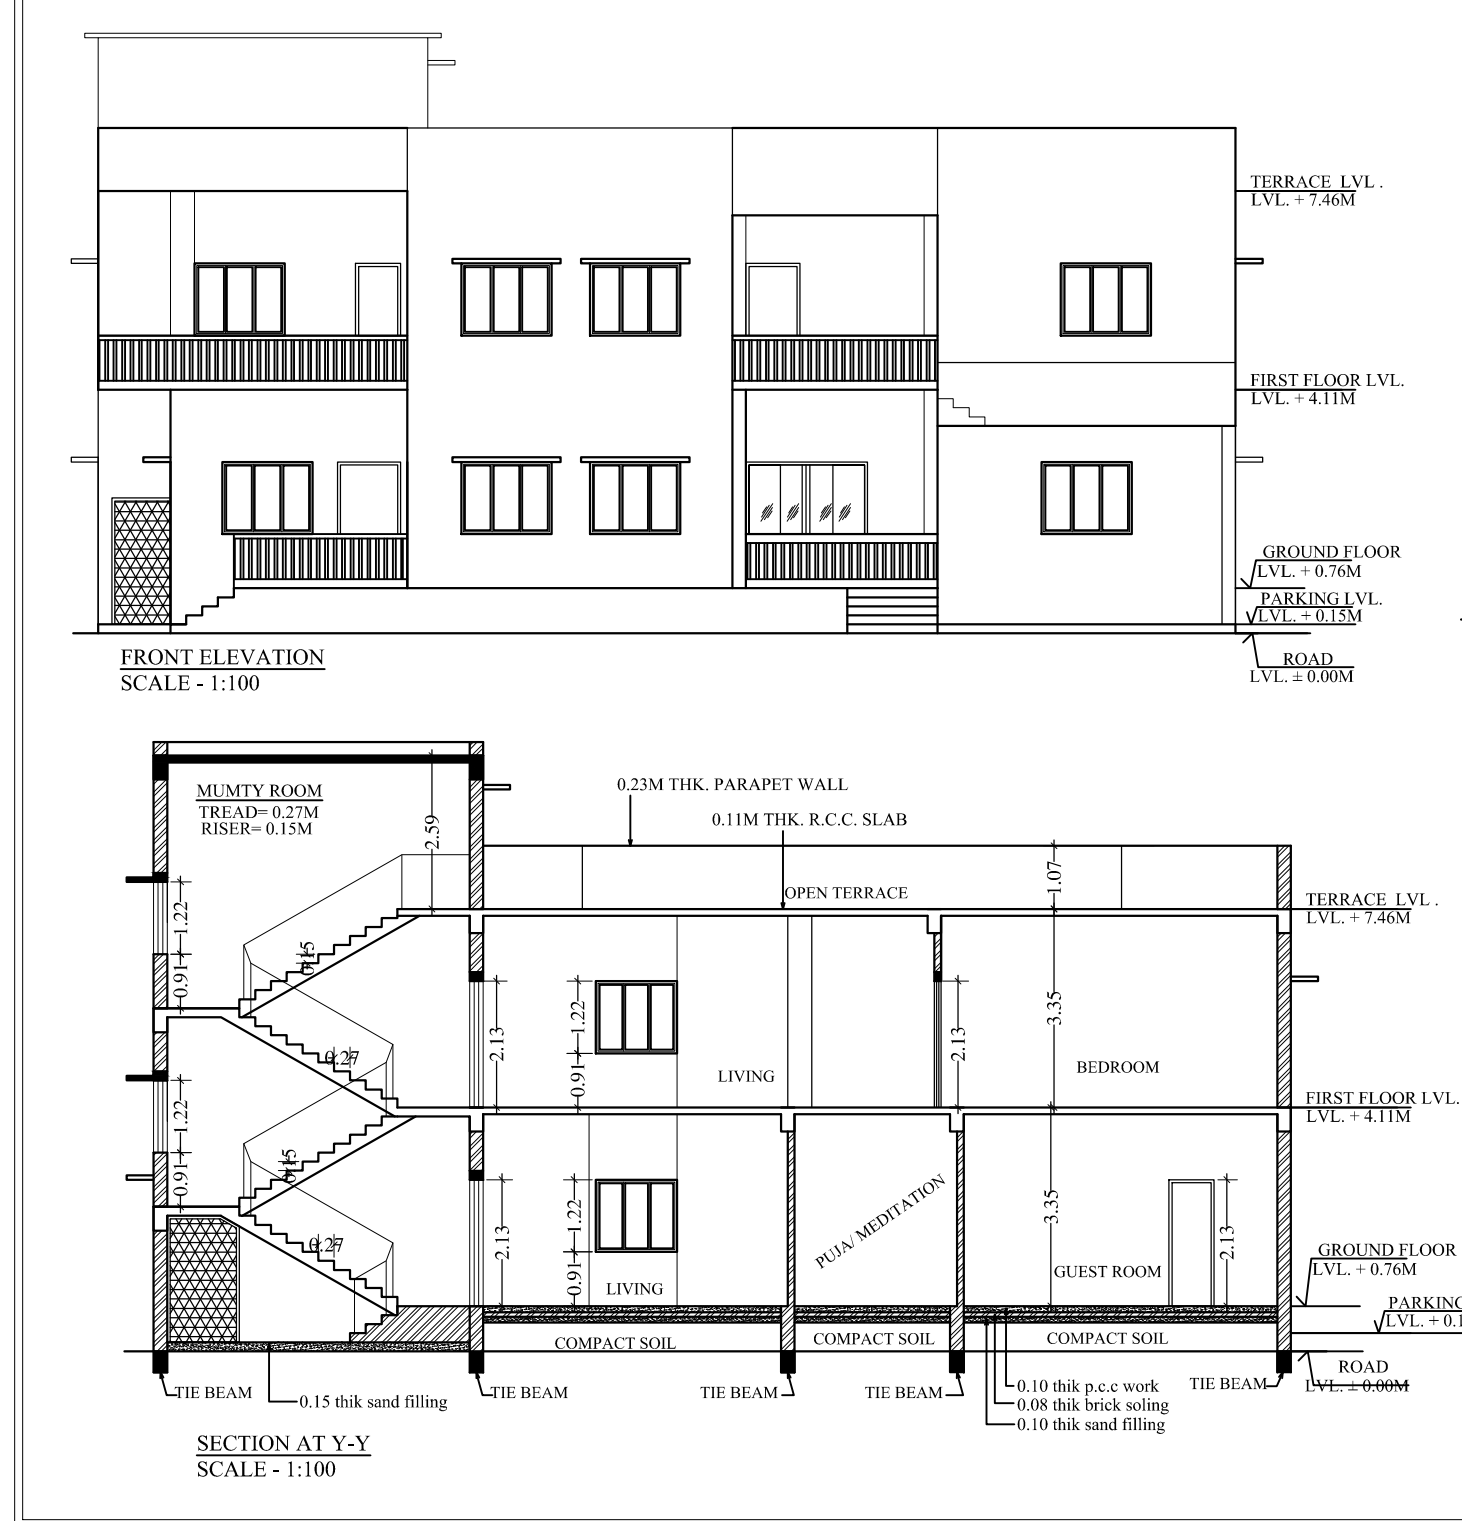 TERRACE LVL .
LVL. + 7.46M
FIRST FLOOR LVL.
LVL. + 4.11M
GROUND FLOOR
LVL. + 0.76M
PARKING LVL.
LVL. + 0.15M
ROAD
LVL. ± 0.00M
FRONT ELEVATION
SCALE - 1:100
MUMTY ROOM
TREAD= 0.27M
RISER= 0.15M
2.59
0.23M THK. PARAPET WALL
0.11M THK. R.C.C. SLAB
1.07
OPEN TERRACE
TERRACE LVL .
LVL. + 7.46M
1.22
0.91
0.15
0.27
2.13
1.22
0.91
LIVING
2.13
3.35
BEDROOM
FIRST FLOOR LVL.
LVL. + 4.11M
1.22
0.91
0.15
0.27
2.13
1.22
0.91
LIVING
PUJA/ MEDITATION
3.35
GUEST ROOM
2.13
GROUND FLOOR
LVL. + 0.76M
PARKING
LVL. + 0.1
COMPACT SOIL
COMPACT SOIL
COMPACT SOIL
ROAD
LVL. ± 0.00M
TIE BEAM
TIE BEAM
TIE BEAM
TIE BEAM
TIE BEAM
0.15 thik sand filling
0.10 thik p.c.c work
0.08 thik brick soling
0.10 thik sand filling
SECTION AT Y-Y
SCALE - 1:100